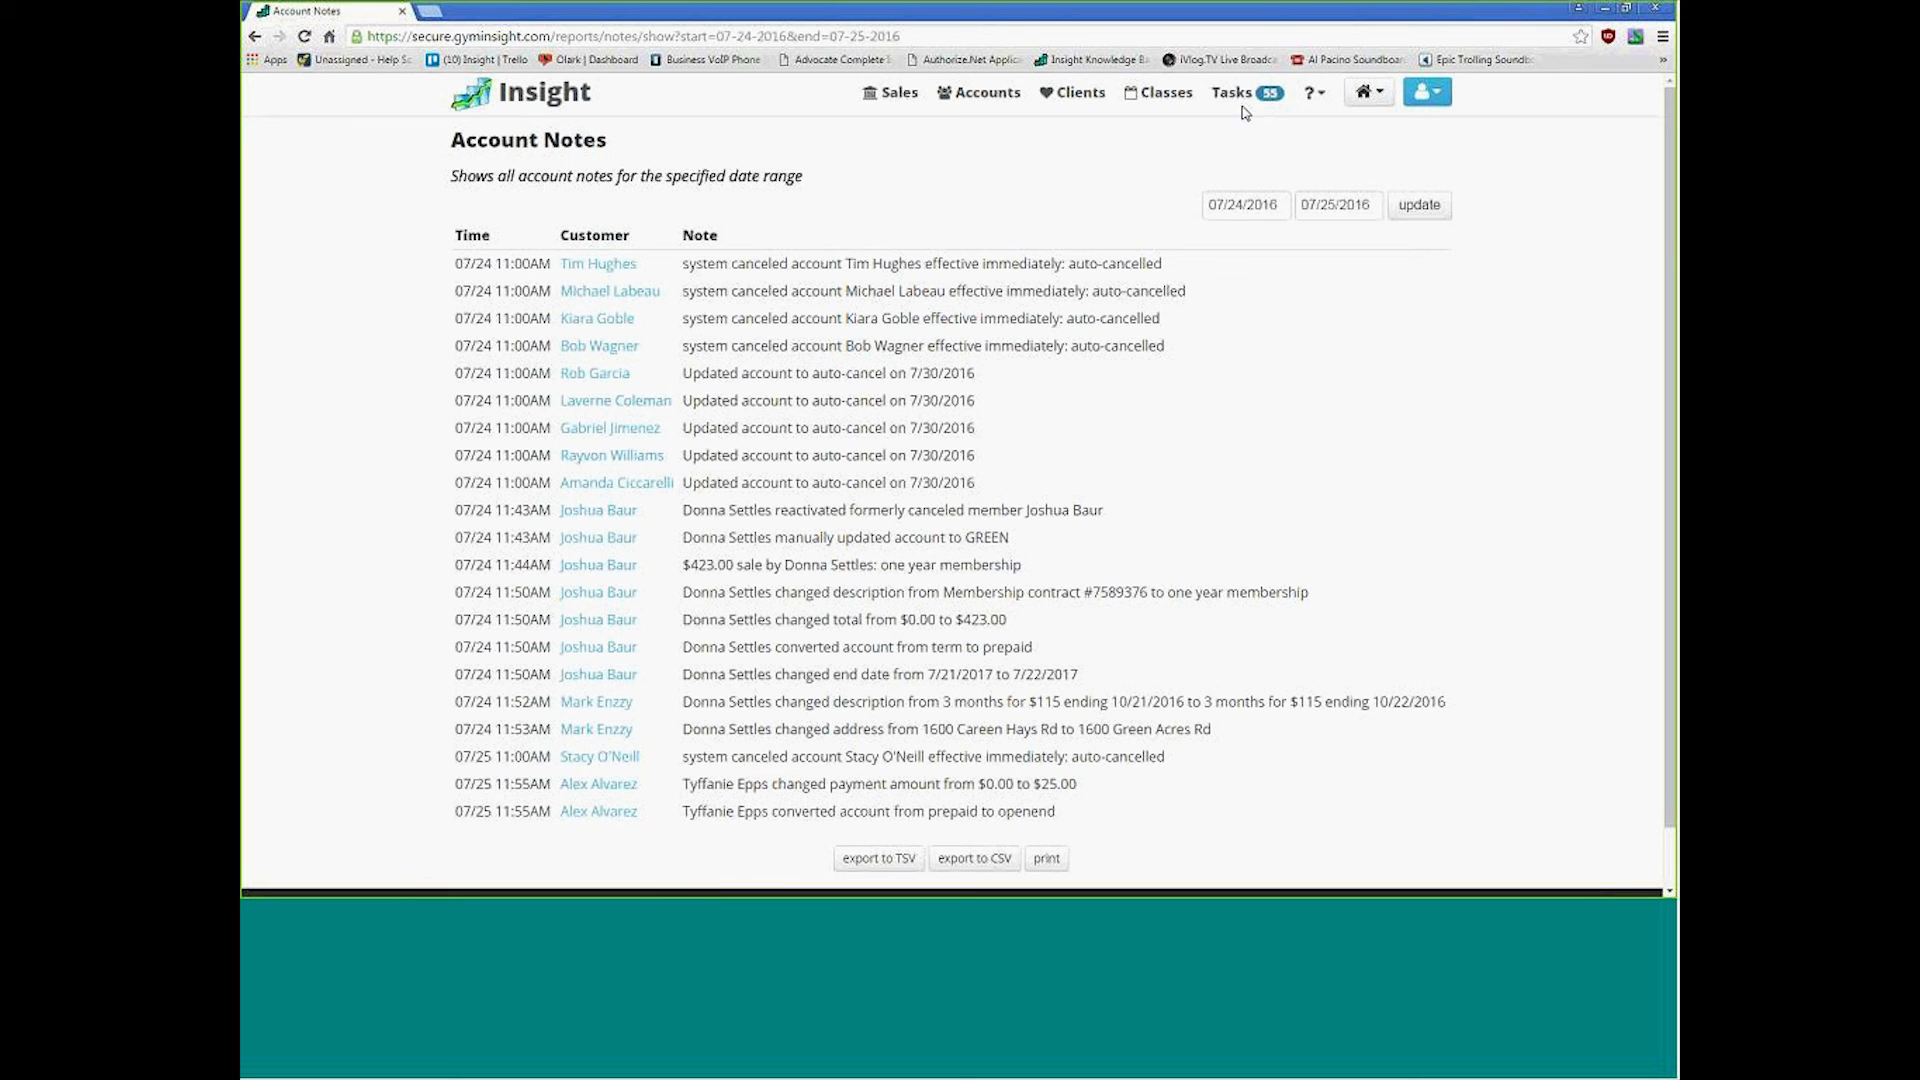 Account Notes
https://secure.gyminsight.com/reports/notes/show?start=07-24-2016&end=07-25-2016
Apps Unassigned - Help Sc (10) Insight | Trello Olark | Dashboard Business VoIP Phone Advocate Complete Authorize.Net Applic Insight Knowledge B iVlog.TV Live Broadca Al Pacino Soundboar Epic Trolling Soundb »
Insight Sales Accounts Clients Classes Tasks 55 ?
Account Notes
Shows all account notes for the specified date range
07/24/2016 07/25/2016 update
Time Customer Note
07/24 11:00AM Tim Hughes system canceled account Tim Hughes effective immediately: auto-cancelled
07/24 11:00AM Michael Labeau system canceled account Michael Labeau effective immediately: auto-cancelled
07/24 11:00AM Kiara Goble system canceled account Kiara Goble effective immediately: auto-cancelled
07/24 11:00AM Bob Wagner system canceled account Bob Wagner effective immediately: auto-cancelled
07/24 11:00AM Rob Garcia Updated account to auto-cancel on 7/30/2016
07/24 11:00AM Laverne Coleman Updated account to auto-cancel on 7/30/2016
07/24 11:00AM Gabriel Jimenez Updated account to auto-cancel on 7/30/2016
07/24 11:00AM Rayvon Williams Updated account to auto-cancel on 7/30/2016
07/24 11:00AM Amanda Ciccarelli Updated account to auto-cancel on 7/30/2016
07/24 11:43AM Joshua Baur Donna Settles reactivated formerly canceled member Joshua Baur
07/24 11:43AM Joshua Baur Donna Settles manually updated account to GREEN
07/24 11:44AM Joshua Baur $423.00 sale by Donna Settles: one year membership
07/24 11:50AM Joshua Baur Donna Settles changed description from Membership contract #7589376 to one year membership
07/24 11:50AM Joshua Baur Donna Settles changed total from $0.00 to $423.00
07/24 11:50AM Joshua Baur Donna Settles converted account from term to prepaid
07/24 11:50AM Joshua Baur Donna Settles changed end date from 7/21/2017 to 7/22/2017
07/24 11:52AM Mark Enzzy Donna Settles changed description from 3 months for $115 ending 10/21/2016 to 3 months for $115 ending 10/22/2016
07/24 11:53AM Mark Enzzy Donna Settles changed address from 1600 Careen Hays Rd to 1600 Green Acres Rd
07/25 11:00AM Stacy O'Neill system canceled account Stacy O'Neill effective immediately: auto-cancelled
07/25 11:55AM Alex Alvarez Tyffanie Epps changed payment amount from $0.00 to $25.00
07/25 11:55AM Alex Alvarez Tyffanie Epps converted account from prepaid to openend
export to TSV export to CSV print